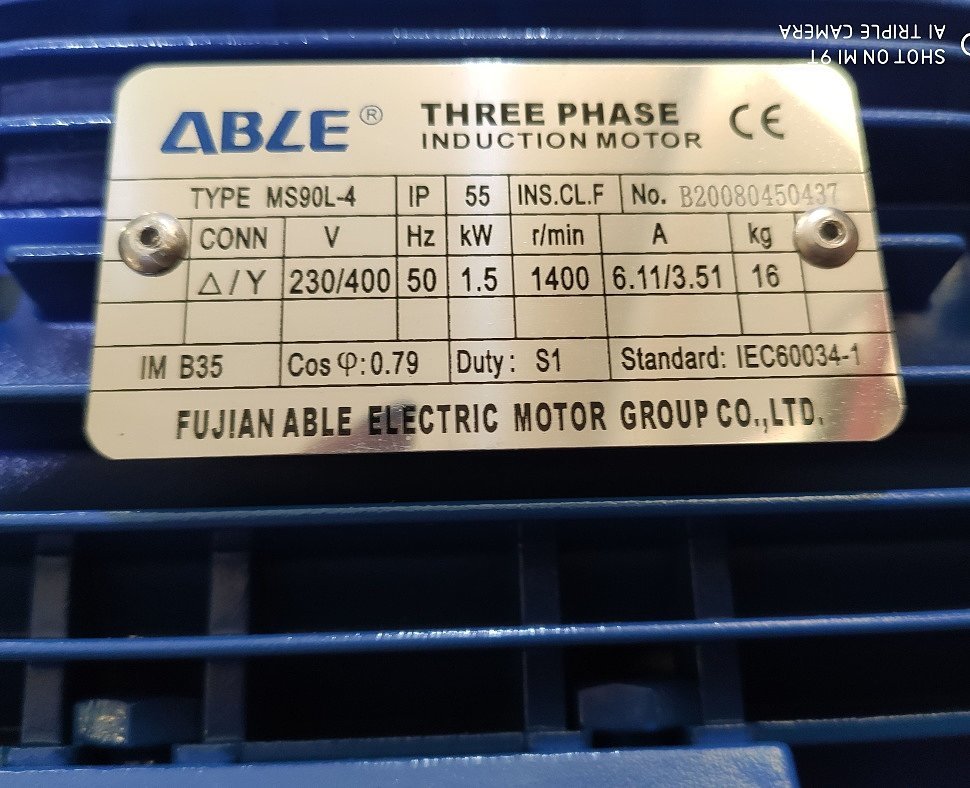 ABLE ® THREE PHASE CE
INDUCTION MOTOR
TYPE MS90L-4 IP 55 INS.CL.F No. B20080450437
CONN V Hz kW r/min A kg
△/Y 230/400 50 1.5 1400 6.11/3.51 16
IM B35 Cos φ: 0.79 Duty: S1 Standard: IEC60034-1
FUJIAN ABLE ELECTRIC MOTOR GROUP CO.,LTD.
SHOT ON MI 9T
AI TRIPLE CAMERA